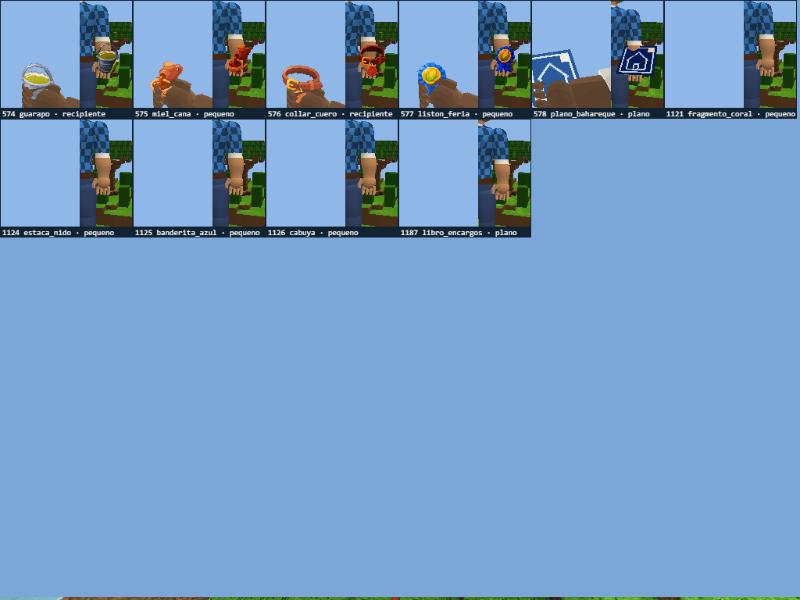 574 guarapo · recipiente
575 miel_cana · pequeno
576 collar_cuero · recipiente
577 liston_feria · pequeno
578 plano_bahareque · plano
1121 fragmento_coral · pequeno
1124 estaca_nido · pequeno
1125 banderita_azul · pequeno
1126 cabuya · pequeno
1187 libro_encargos · plano